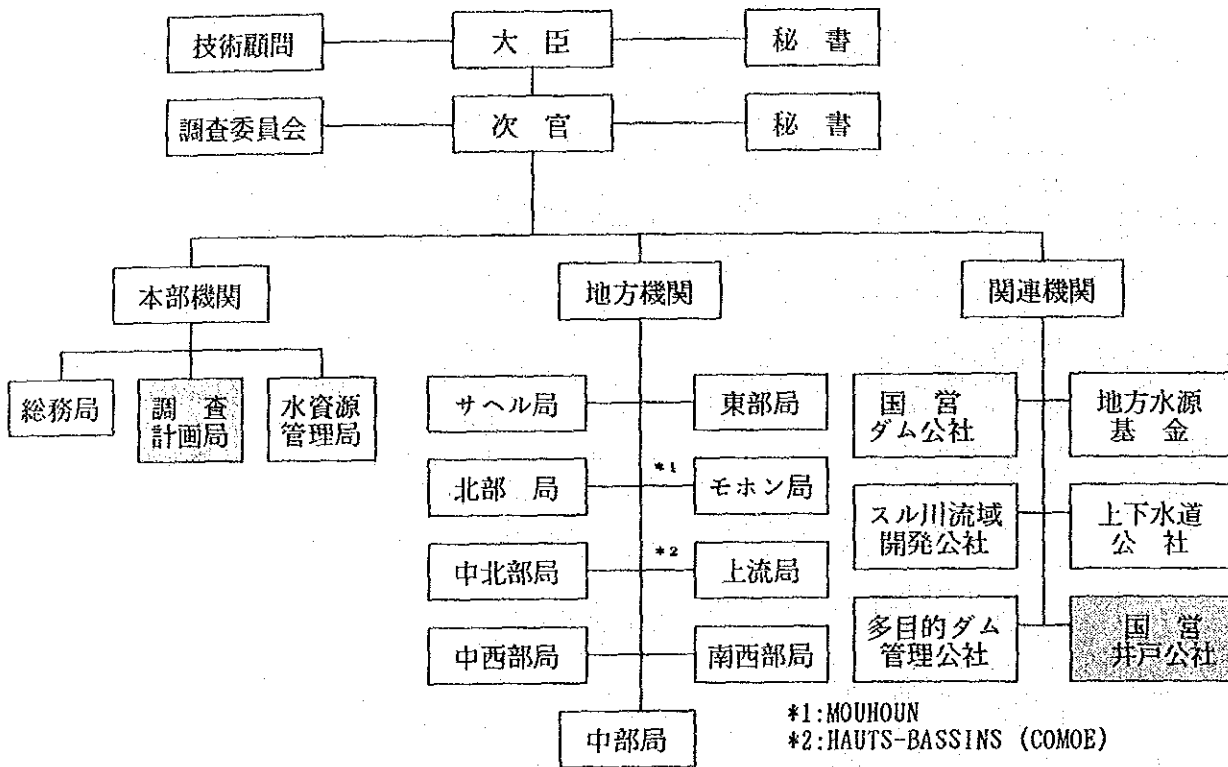 技術顧問
大 臣
秘 書
調査委員会
次 官
秘 書
本部機関
地方機関
関連機関
総務局
調 査
計画局
水資源
管理局
サヘル局
東部局
北部 局
*1
モホン局
中北部局
*2
上流局
中西部局
南西部局
中部局
国 営
ダム公社
地方水源
基 金
スル川流域
開発公社
上下水道
公 社
多目的ダム
管理公社
国 営
井戸公社
*1:MOUHOUN
*2:HAUTS-BASSINS (COMOE)